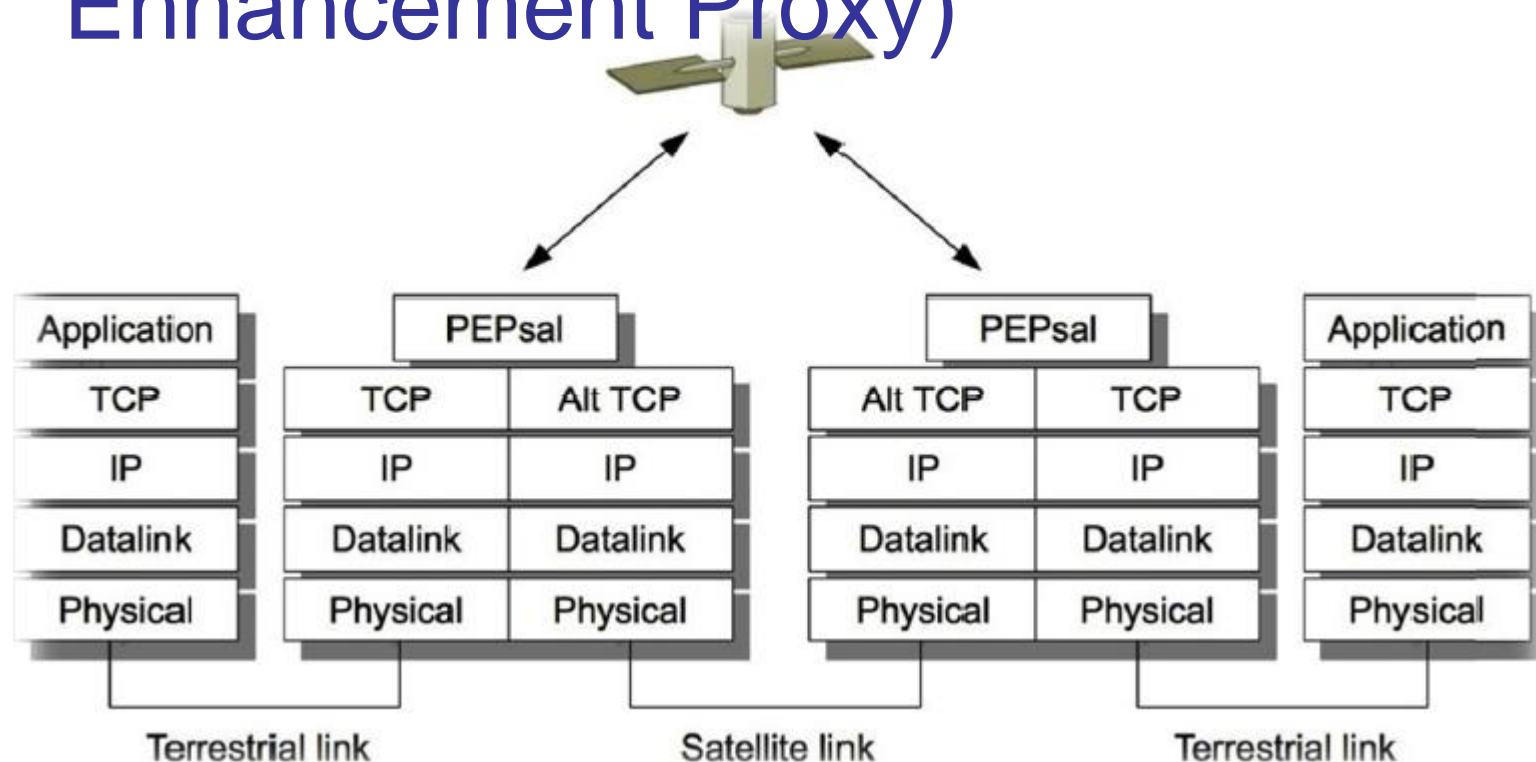 Enhancement Proxy)
Application PEPsal PEPsal Application
TCP TCP Alt TCP Alt TCP TCP TCP
IP IP IP IP IP IP
Datalink Datalink Datalink Datalink Datalink Datalink
Physical Physical Physical Physical Physical Physical
Terrestrial link Satellite link Terrestrial link